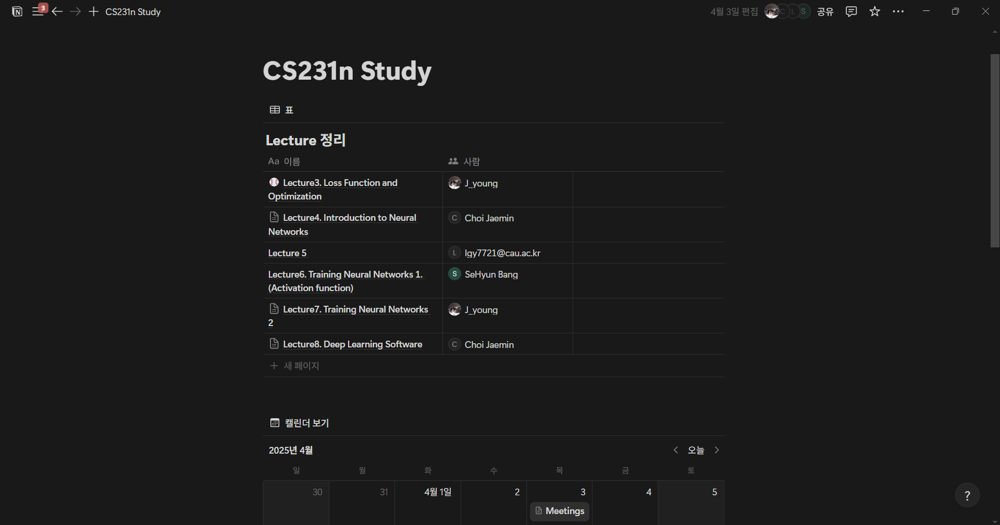 3
CS231n Study
4월 3일 편집
C
L
S
공유
CS231n Study
표
Lecture 정리
Aa 이름
사람
Lecture3. Loss Function and
Optimization
J_young
Lecture4. Introduction to Neural
Networks
C Choi Jaemin
Lecture 5
L lgy7721@cau.ac.kr
Lecture6. Training Neural Networks 1.
(Activation function)
S SeHyun Bang
Lecture7. Training Neural Networks
2
J_young
Lecture8. Deep Learning Software
C Choi Jaemin
새 페이지
캘린더 보기
2025년 4월
오늘
일 월 화 수 목 금 토
30 31 4월 1일 2 3 4 5
Meetings
?